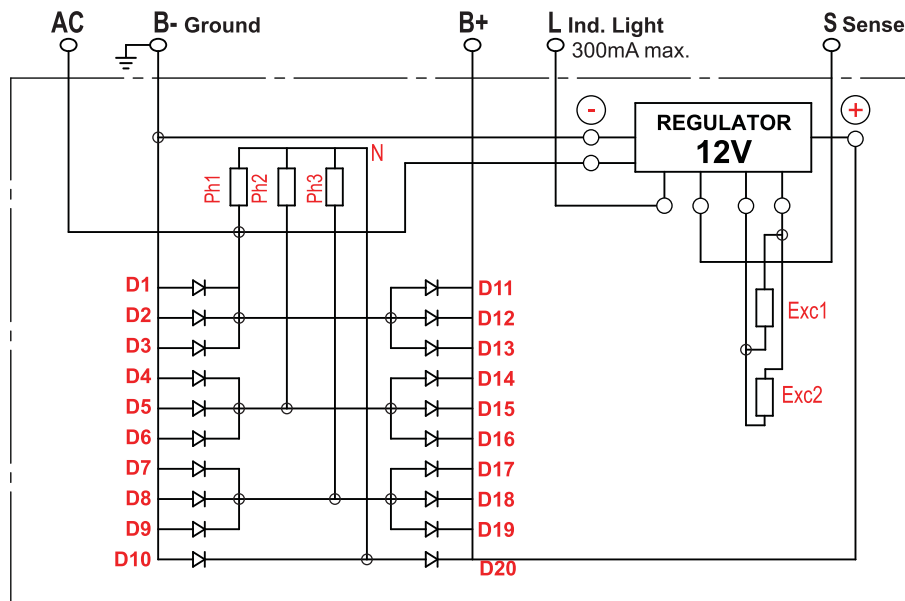 AC
B- Ground
B+
L Ind. Light
300mA max.
S Sense
-
+
REGULATOR
12V
N
Ph1
Ph2
Ph3
D1
D2
D3
D4
D5
D6
D7
D8
D9
D10
D11
D12
D13
D14
D15
D16
D17
D18
D19
D20
Exc1
Exc2